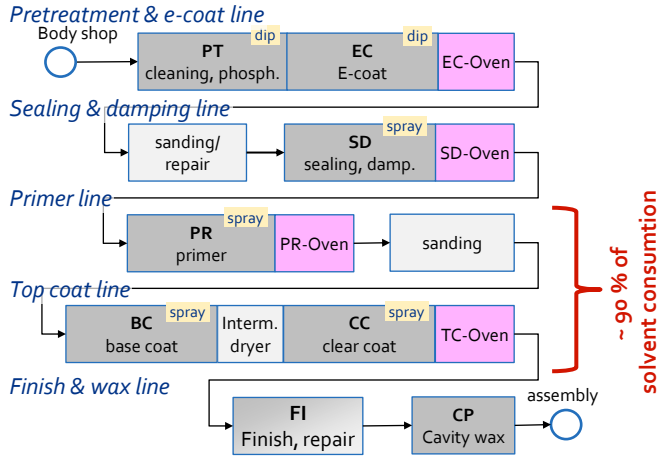 Pretreatment & e-coat line
Body shop
dip
PT
cleaning, phosph.
dip
EC
E-coat
EC-Oven
Sealing & damping line
sanding/
repair
spray
SD
sealing, damp.
SD-Oven
Primer line
spray
PR
primer
PR-Oven
sanding
~ 90 % of
solvent consumtion
Top coat line
BC
spray
base coat
Interm.
dryer
CC
spray
clear coat
TC-Oven
Finish & wax line
FI
Finish, repair
CP
Cavity wax
assembly